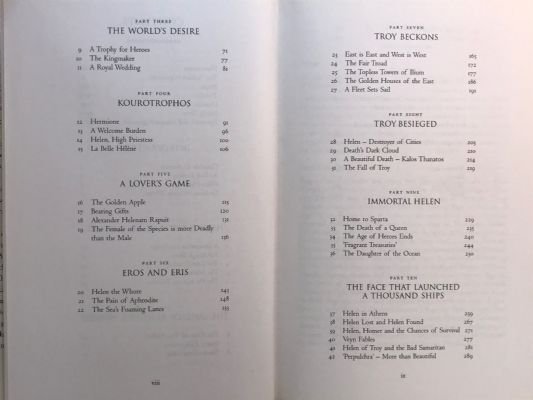 PART THREE
THE WORLD'S DESIRE
9 A Trophy for Heroes 71
10 The Kingmaker 77
11 A Royal Wedding 82
PART FOUR
KOUROTROPHOS
12 Hermione 91
13 A Welcome Burden 96
14 Helen, High Priestess 100
15 La Belle Hélène 106
PART FIVE
A LOVER'S GAME
16 The Golden Apple 115
17 Bearing Gifts 120
18 Alexander Helenam Rapuit 131
19 The Female of the Species is more Deadly
than the Male 136
PART SIX
EROS AND ERIS
20 Helen the Whore 143
21 The Pain of Aphrodite 148
22 The Sea's Foaming Lanes 155
viii
PART SEVEN
TROY BECKONS
23 East is East and West is West 165
24 The Fair Troad 172
25 The Topless Towers of Ilium 177
26 The Golden Houses of the East 186
27 A Fleet Sets Sail 191
PART EIGHT
TROY BESIEGED
28 Helen – Destroyer of Cities 203
29 Death's Dark Cloud 210
30 A Beautiful Death – Kalos Thanatos 214
31 The Fall of Troy 219
PART NINE
IMMORTAL HELEN
32 Home to Sparta 229
33 The Death of a Queen 235
34 The Age of Heroes Ends 240
35 'Fragrant Treasuries' 244
36 The Daughter of the Ocean 250
PART TEN
THE FACE THAT LAUNCHED
A THOUSAND SHIPS
37 Helen in Athens 259
38 Helen Lost and Helen Found 267
39 Helen, Homer and the Chances of Survival 272
40 Veyn Fables 277
41 Helen of Troy and the Bad Samaritan 282
42 'Perpulchra' – More than Beautiful 289
ix